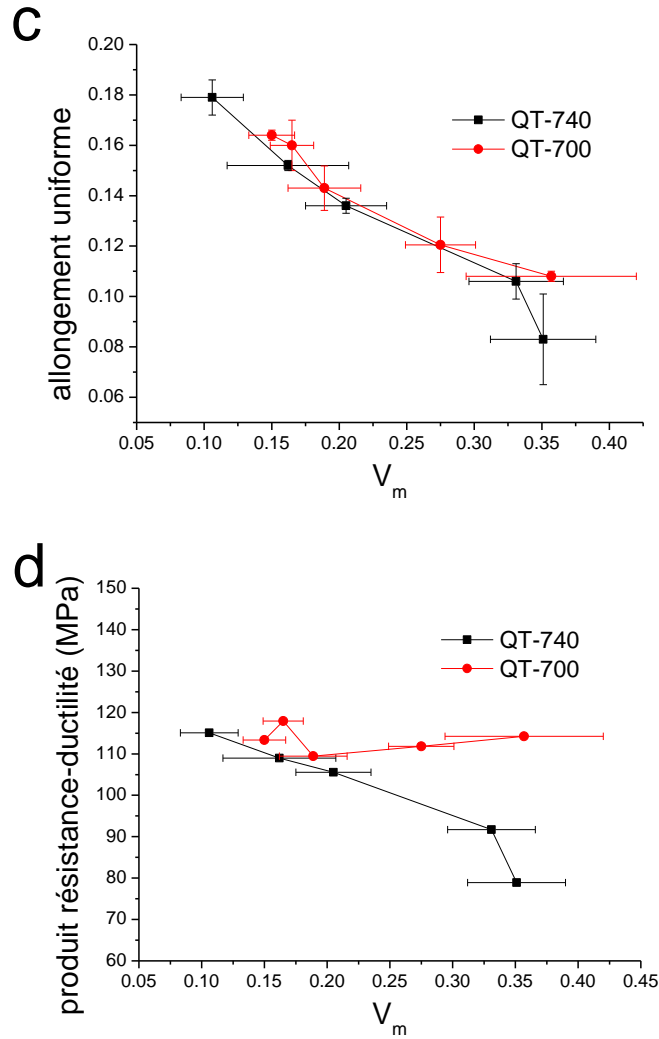 c
0.20
0.18
0.16
0.14
0.12
0.10
0.08
0.06
allongement uniforme
QT-740
QT-700
0.05 0.10 0.15 0.20 0.25 0.30 0.35 0.40
Vm
d
150
140
130
120
110
100
90
80
70
60
produit résistance-ductilité (MPa)
QT-740
QT-700
0.05 0.10 0.15 0.20 0.25 0.30 0.35 0.40 0.45
Vm